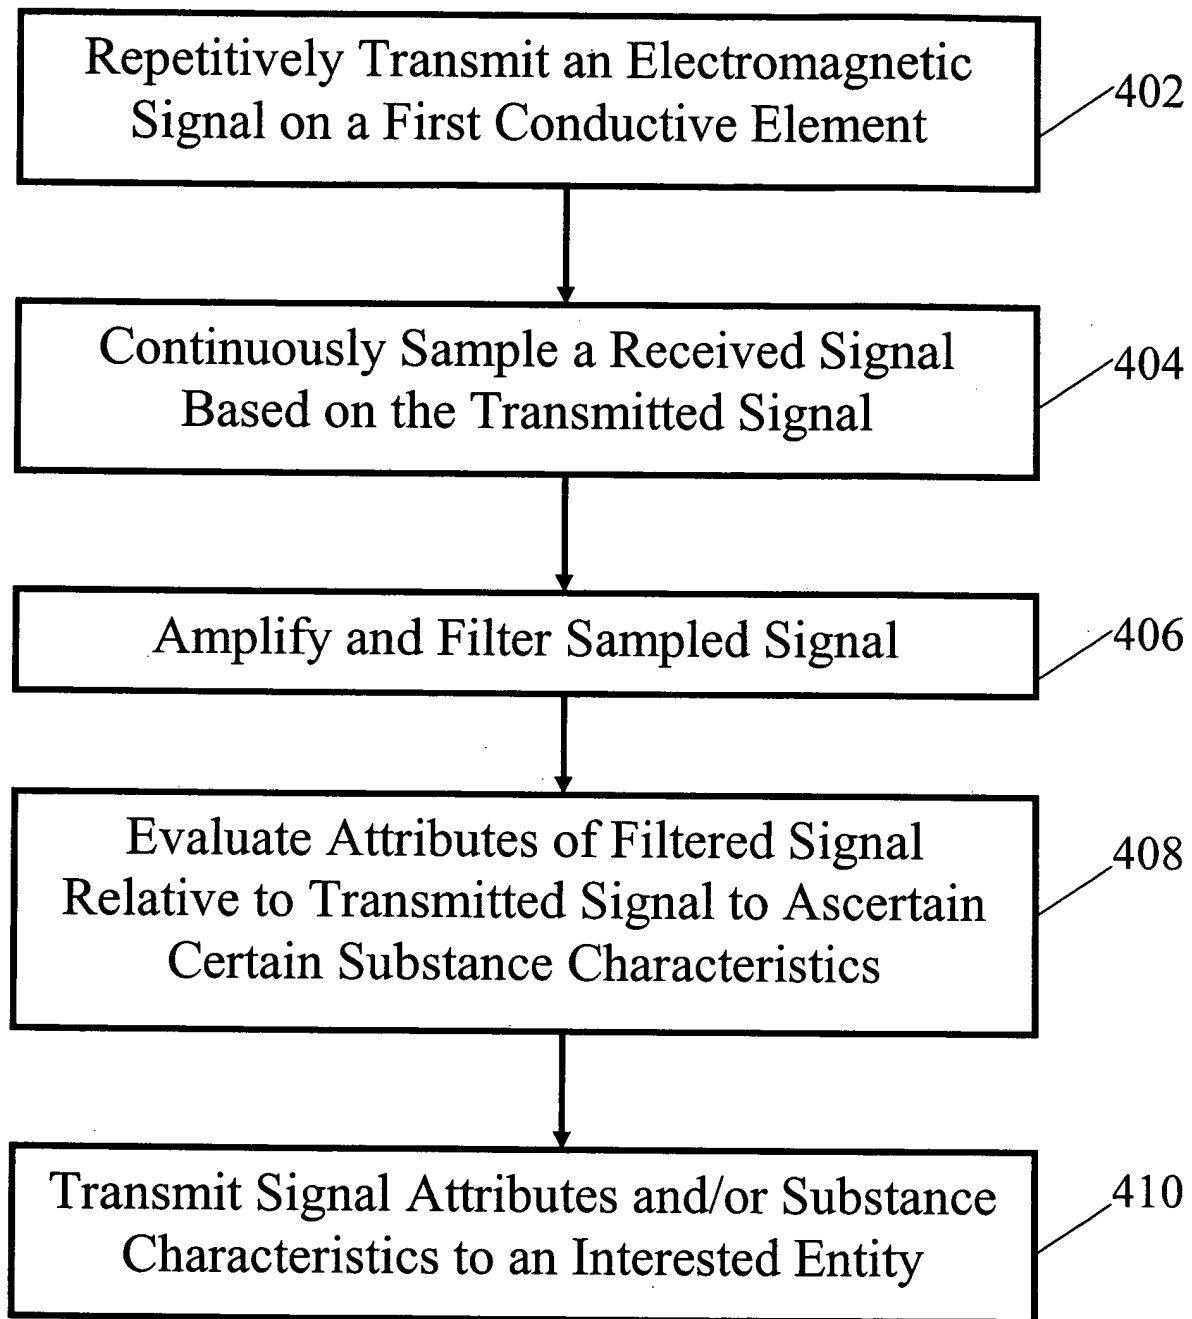 Repetitively Transmit an Electromagnetic
Signal on a First Conductive Element
402
Continuously Sample a Received Signal
Based on the Transmitted Signal
404
Amplify and Filter Sampled Signal
406
Evaluate Attributes of Filtered Signal
Relative to Transmitted Signal to Ascertain
Certain Substance Characteristics
408
Transmit Signal Attributes and/or Substance
Characteristics to an Interested Entity
410